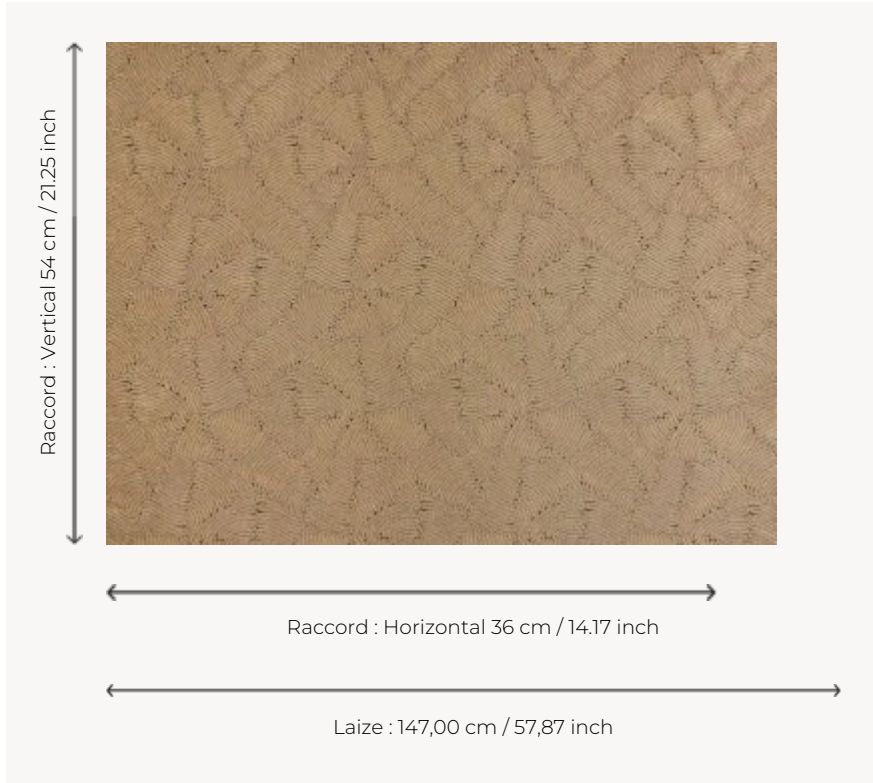 Raccord : Vertical 54 cm / 21.25 inch
Raccord : Horizontal 36 cm / 14.17 inch
Laize : 147,00 cm / 57,87 inch